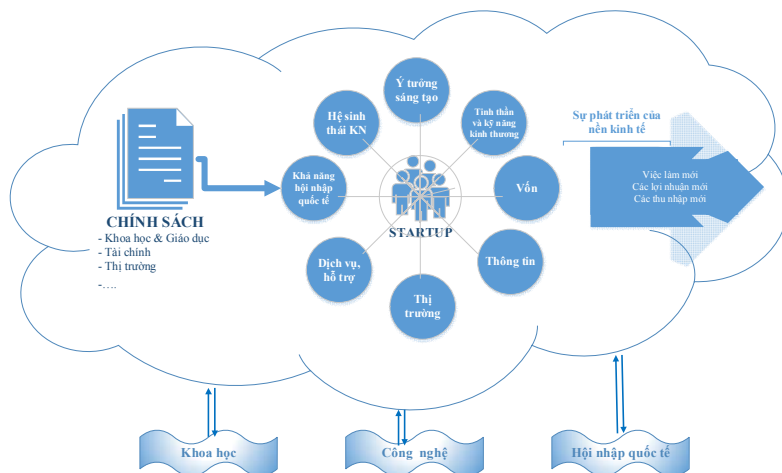 Ý tưởng
sáng tạo
Hệ sinh
thái KN
Tinh thần
và kỹ năng
kinh thương
Khả năng
hội nhập
quốc tế
Vốn
STARTUP
Dịch vụ,
hỗ trợ
Thông tin
Thị
trường
CHÍNH SÁCH
- Khoa học & Giáo dục
- Tài chính
- Thị trường
-….
Sự phát triển của
nền kinh tế
Việc làm mới
Các lợi nhuận mới
Các thu nhập mới
Khoa học
Công nghệ
Hội nhập quốc tế